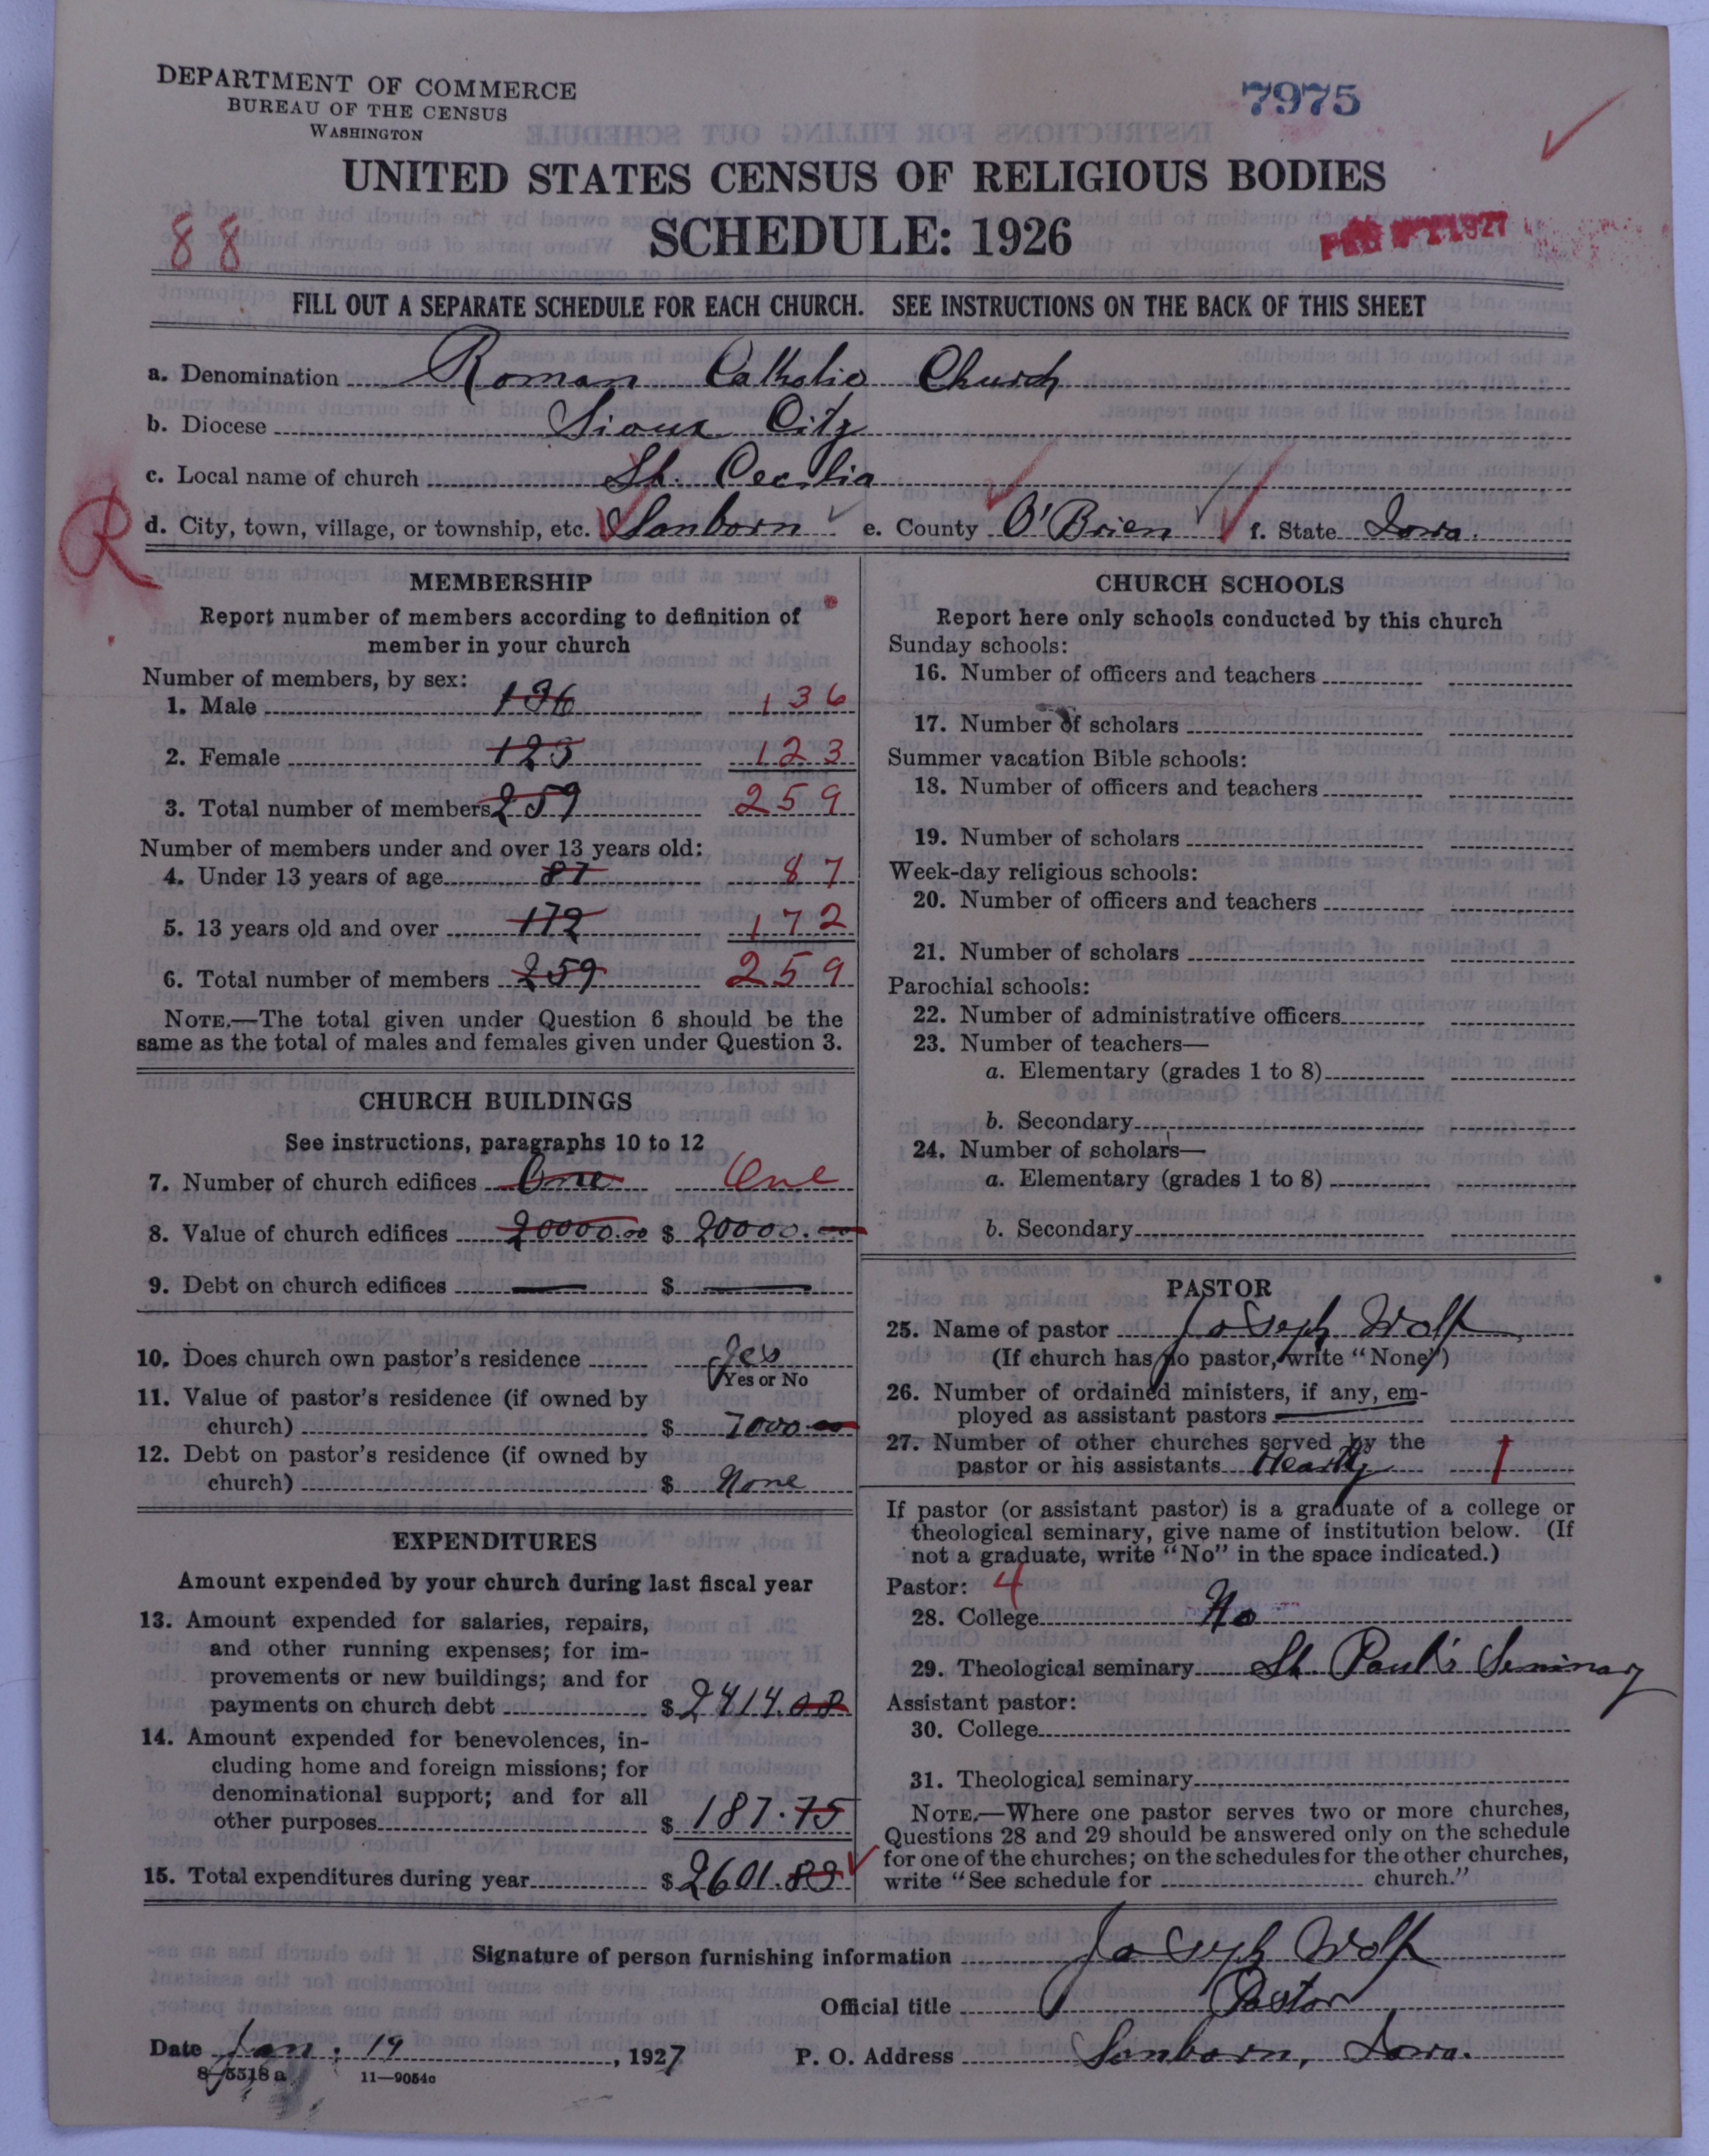 DEPARTMENT OF COMMERCE
BUREAU OF THE CENSUS
WASHINGTON
7975
UNITED STATES CENSUS OF RELIGIOUS BODIES
88
SCHEDULE: 1926
1927
FILL OUT A SEPARATE SCHEDULE FOR EACH CHURCH. SEE INSTRUCTIONS ON THE BACK OF THIS SHEET
a. Denomination Roman Catholic Church
b. Diocese Sioux City
c. Local name of church St. Cecilia
R
d. City, town, village, or township, etc. Sanborn e. County O'Brien f. State Iowa.
MEMBERSHIP
Report number of members according to definition of
member in your church
Number of members, by sex:
1. Male 136 136
2. Female 123 123
3. Total number of members 259 259
Number of members under and over 13 years old:
4. Under 13 years of age 87 87
5. 13 years old and over 172 172
6. Total number of members 259 259
NOTE.—The total given under Question 6 should be the
same as the total of males and females given under Question 3.
CHURCH BUILDINGS
See instructions, paragraphs 10 to 12
7. Number of church edifices One One
8. Value of church edifices 20000.00 $ 20000.00
9. Debt on church edifices — $ —
10. Does church own pastor's residence Yes
Yes or No
11. Value of pastor's residence (if owned by
church) $ 7000.00
12. Debt on pastor's residence (if owned by
church) $ None
EXPENDITURES
Amount expended by your church during last fiscal year
13. Amount expended for salaries, repairs,
and other running expenses; for im-
provements or new buildings; and for
payments on church debt $ 2414.08
14. Amount expended for benevolences, in-
cluding home and foreign missions; for
denominational support; and for all
other purposes $ 187.75
15. Total expenditures during year $ 2601.83
CHURCH SCHOOLS
Report here only schools conducted by this church
Sunday schools:
16. Number of officers and teachers
17. Number of scholars
Summer vacation Bible schools:
18. Number of officers and teachers
19. Number of scholars
Week-day religious schools:
20. Number of officers and teachers
21. Number of scholars
Parochial schools:
22. Number of administrative officers
23. Number of teachers—
a. Elementary (grades 1 to 8)
b. Secondary
24. Number of scholars—
a. Elementary (grades 1 to 8)
b. Secondary
PASTOR
25. Name of pastor Joseph Wolf
(If church has no pastor, write "None")
26. Number of ordained ministers, if any, em-
ployed as assistant pastors —
27. Number of other churches served by the
pastor or his assistants 1
If pastor (or assistant pastor) is a graduate of a college or
theological seminary, give name of institution below. (If
not a graduate, write "No" in the space indicated.)
Pastor: 4
28. College No
29. Theological seminary St. Paul's Seminary
Assistant pastor:
30. College
31. Theological seminary
NOTE.—Where one pastor serves two or more churches,
Questions 28 and 29 should be answered only on the schedule
for one of the churches; on the schedules for the other churches,
write "See schedule for church."
Signature of person furnishing information Joseph Wolf
Official title Pastor
Date Jan. 19, 1927 P. O. Address Sanborn, Iowa.
8-5518a 11—9054c